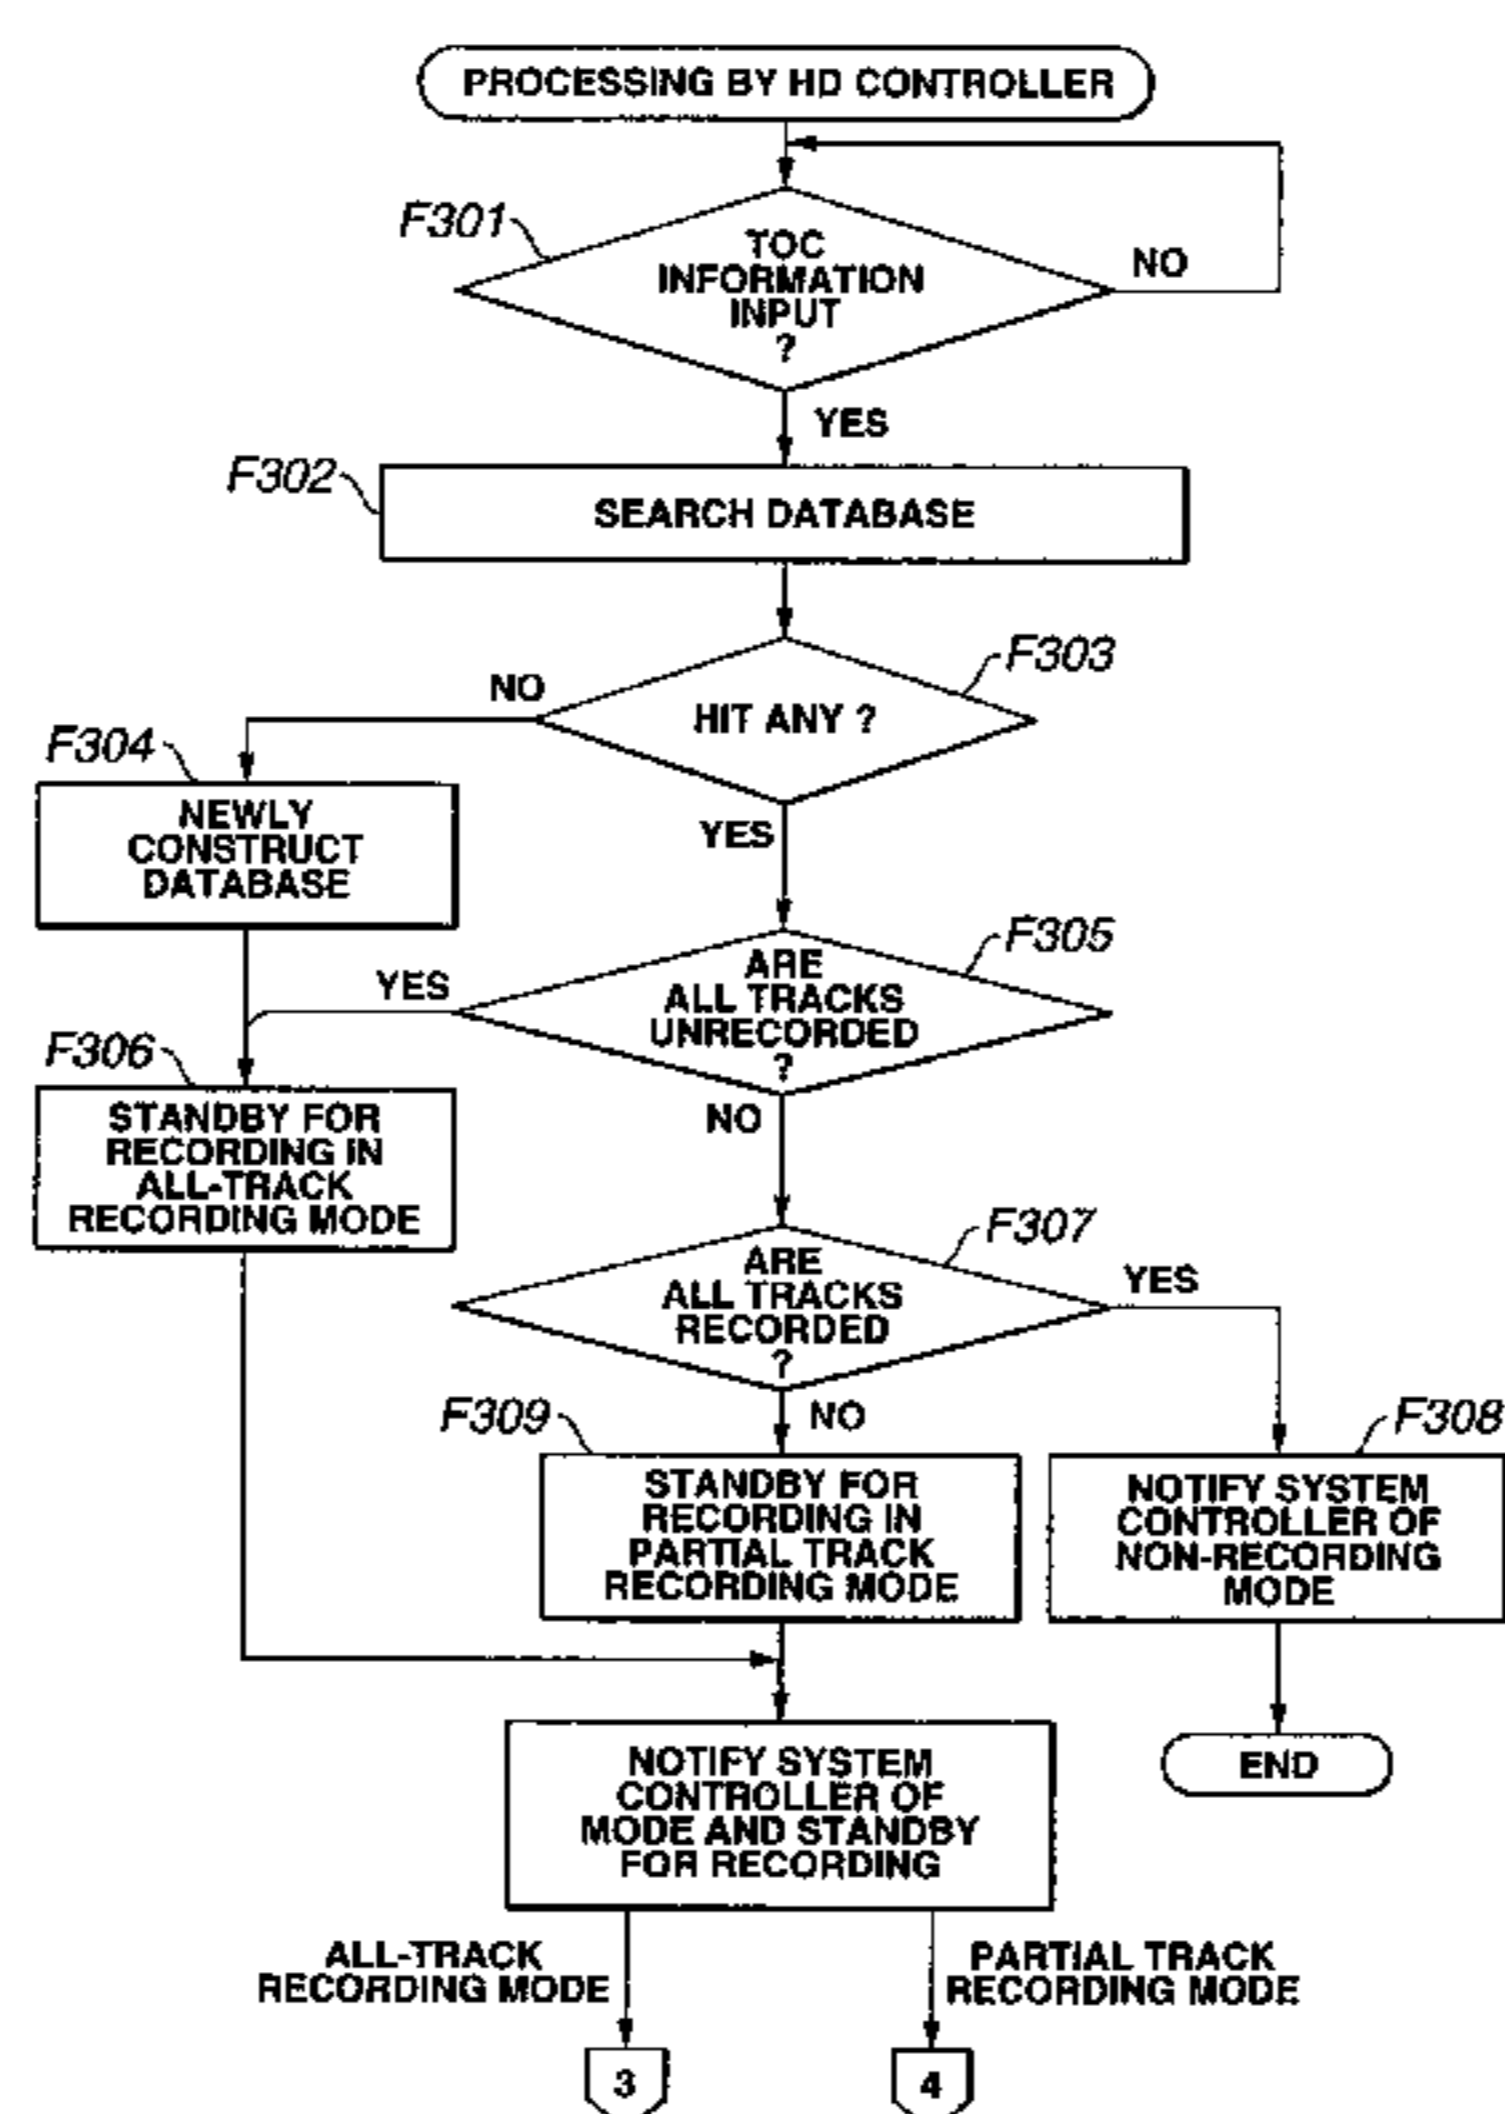 PROCESSING BY HD CONTROLLER
F301
TOC
INFORMATION
INPUT
?
NO
YES
F302
SEARCH DATABASE
F303
HIT ANY ?
NO
YES
F304
NEWLY
CONSTRUCT
DATABASE
F305
ARE
ALL TRACKS
UNRECORDED
?
YES
NO
F306
STANDBY FOR
RECORDING IN
ALL-TRACK
RECORDING MODE
F307
ARE
ALL TRACKS
RECORDED
?
YES
NO
F309
STANDBY FOR
RECORDING IN
PARTIAL TRACK
RECORDING MODE
F308
NOTIFY SYSTEM
CONTROLLER OF
NON-RECORDING
MODE
NOTIFY SYSTEM
CONTROLLER OF
MODE AND STANDBY
FOR RECORDING
END
ALL-TRACK
RECORDING MODE
PARTIAL TRACK
RECORDING MODE
3
4